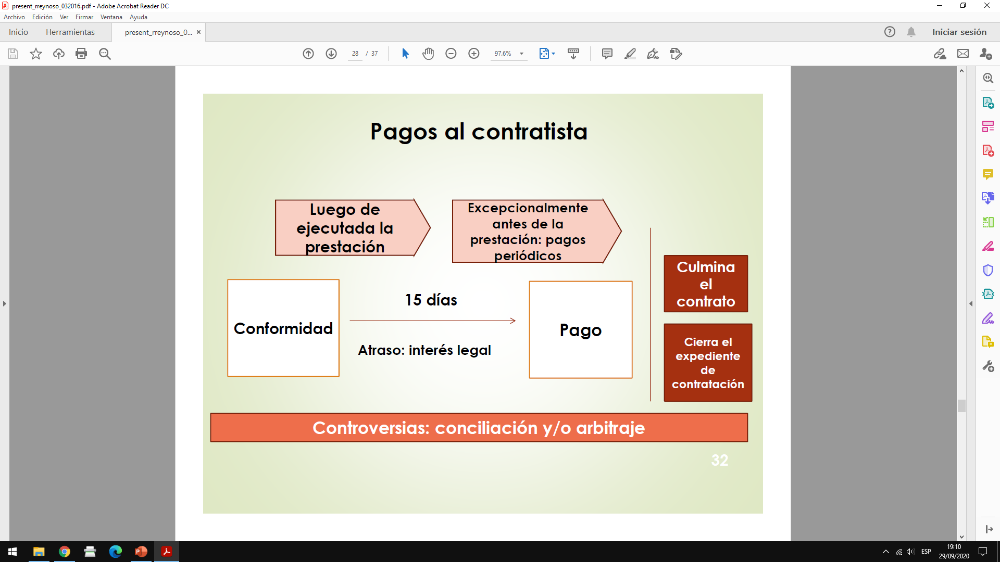 present_rreynoso_032016.pdf - Adobe Acrobat Reader DC
Archivo Edición Ver Firmar Ventana Ayuda
Inicio Herramientas present_rreynoso_0... × Iniciar sesión
28 / 37 97.6%
Pagos al contratista
Luego de
ejecutada la
prestación
Excepcionalmente
antes de la
prestación: pagos
periódicos
Culmina
el
contrato
Conformidad
15 días
Atraso: interés legal
Pago
Cierra el
expediente
de
contratación
Controversias: conciliación y/o arbitraje
32
ESP
19:10
29/09/2020